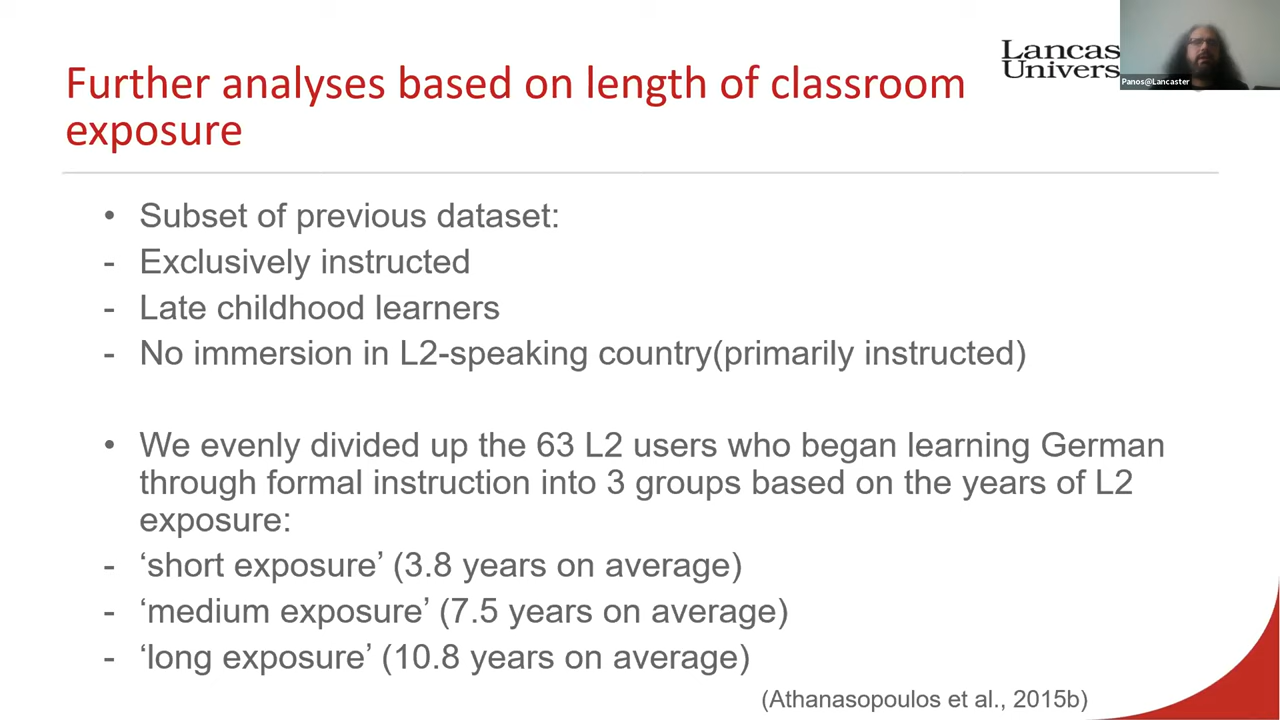 Lancas
Univers
Panos@Lancaster
Further analyses based on length of classroom
exposure
• Subset of previous dataset:
- Exclusively instructed
- Late childhood learners
- No immersion in L2-speaking country(primarily instructed)
• We evenly divided up the 63 L2 users who began learning German
through formal instruction into 3 groups based on the years of L2
exposure:
- ‘short exposure’ (3.8 years on average)
- ‘medium exposure’ (7.5 years on average)
- ‘long exposure’ (10.8 years on average)
(Athanasopoulos et al., 2015b)